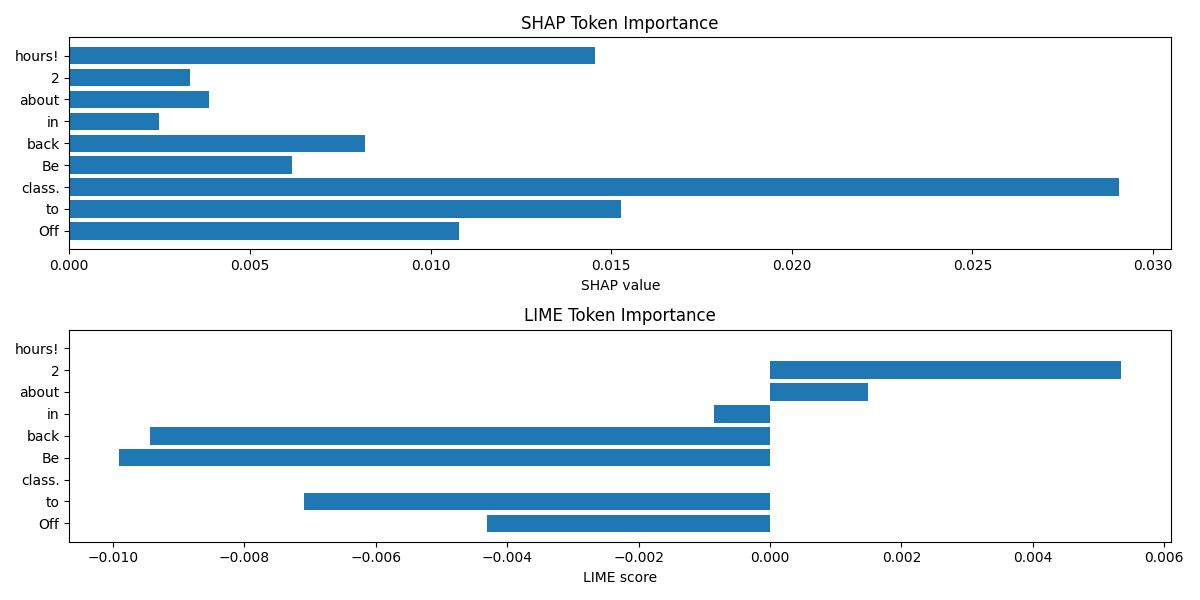 SHAP Token Importance
hours!
2
about
in
back
Be
class.
to
Off
0.000 0.005 0.010 0.015 0.020 0.025 0.030
SHAP value
LIME Token Importance
hours!
2
about
in
back
Be
class.
to
Off
−0.010 −0.008 −0.006 −0.004 −0.002 0.000 0.002 0.004 0.006
LIME score